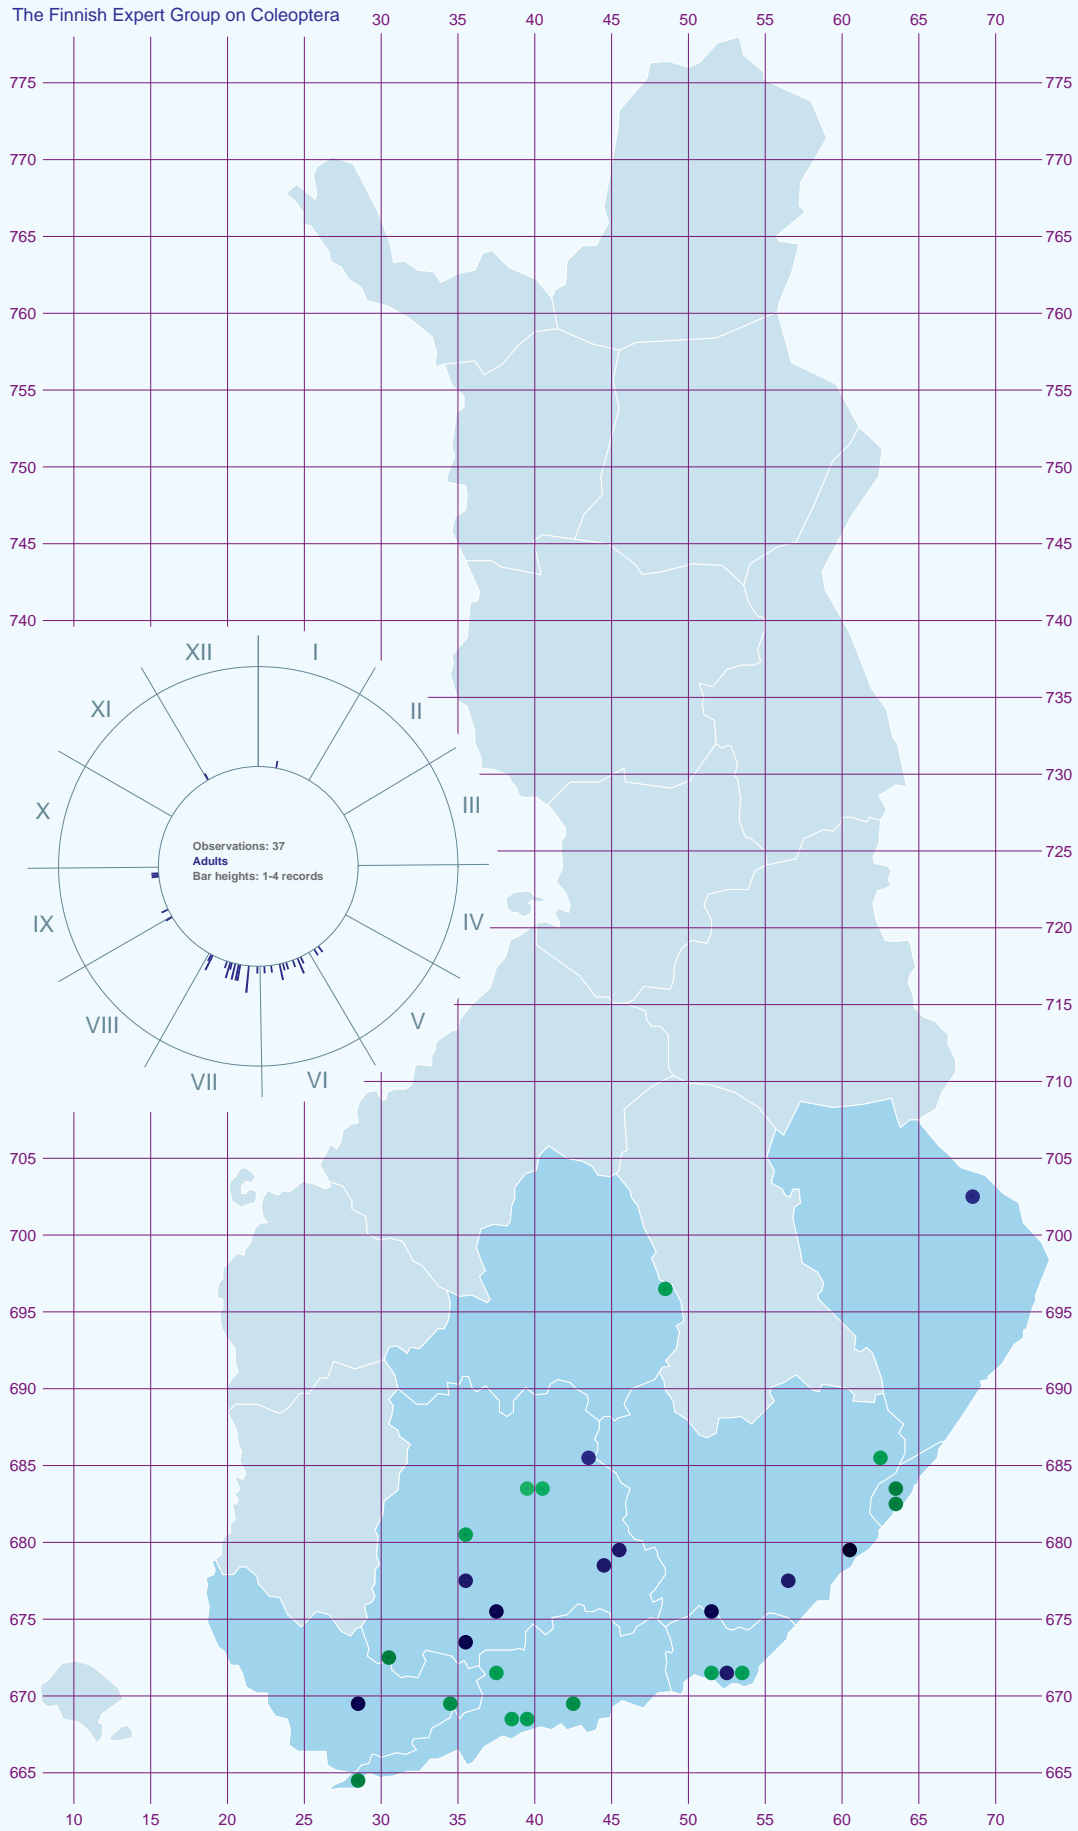 The Finnish Expert Group on Coleoptera
30 35 40 45 50 55 60 65 70
775 775
770 770
765 765
760 760
755 755
750 750
745 745
740 740
XII I
XI II
735
730
X III
Observations: 37
Adults
Bar heights: 1-4 records
725
IX IV
720
VIII V
715
VII VI
710
705 705
700 700
695 695
690 690
685 685
680 680
675 675
670 670
665 665
10 15 20 25 30 35 40 45 50 55 60 65 70